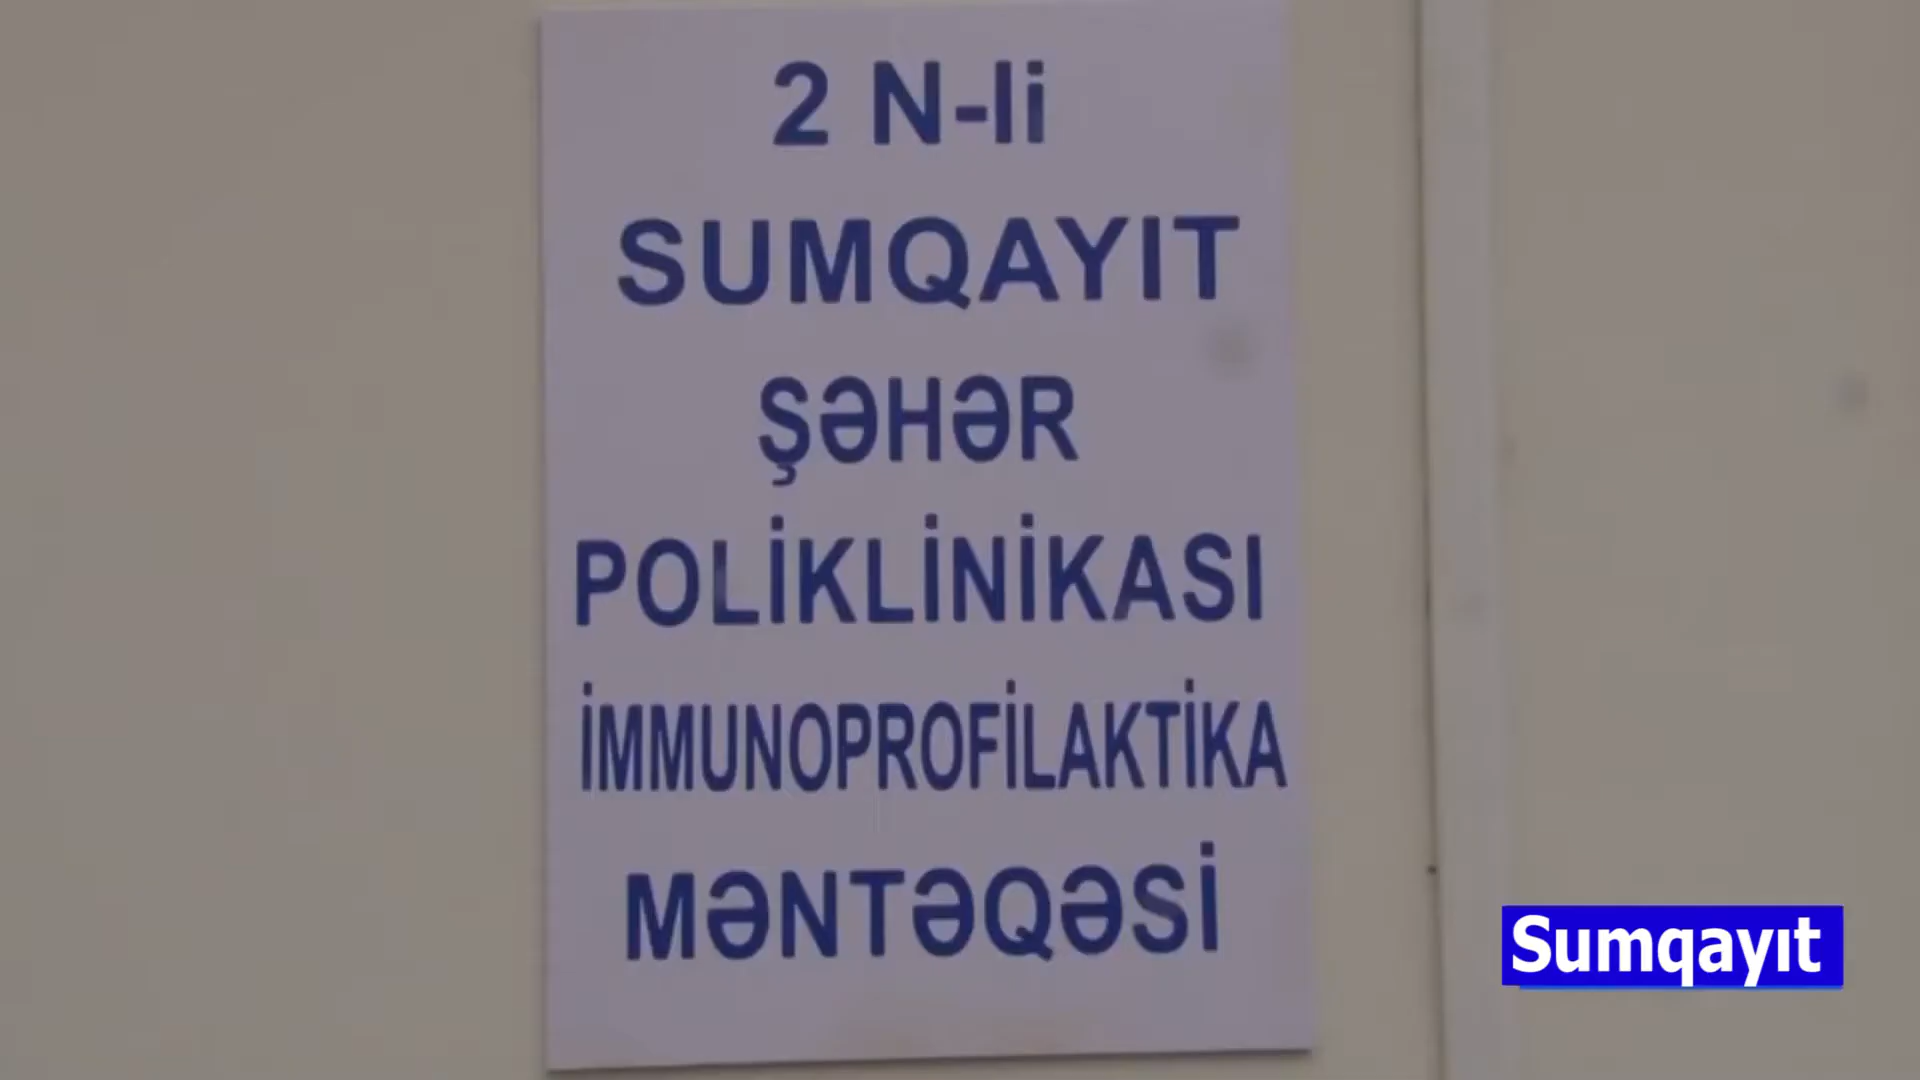 2 N-li
SUMQAYIT
ŞƏHƏR
POLİKLİNİKASI
İMMUNOPROFİLAKTİKA
MƏNTƏQƏSİ
Sumqayıt